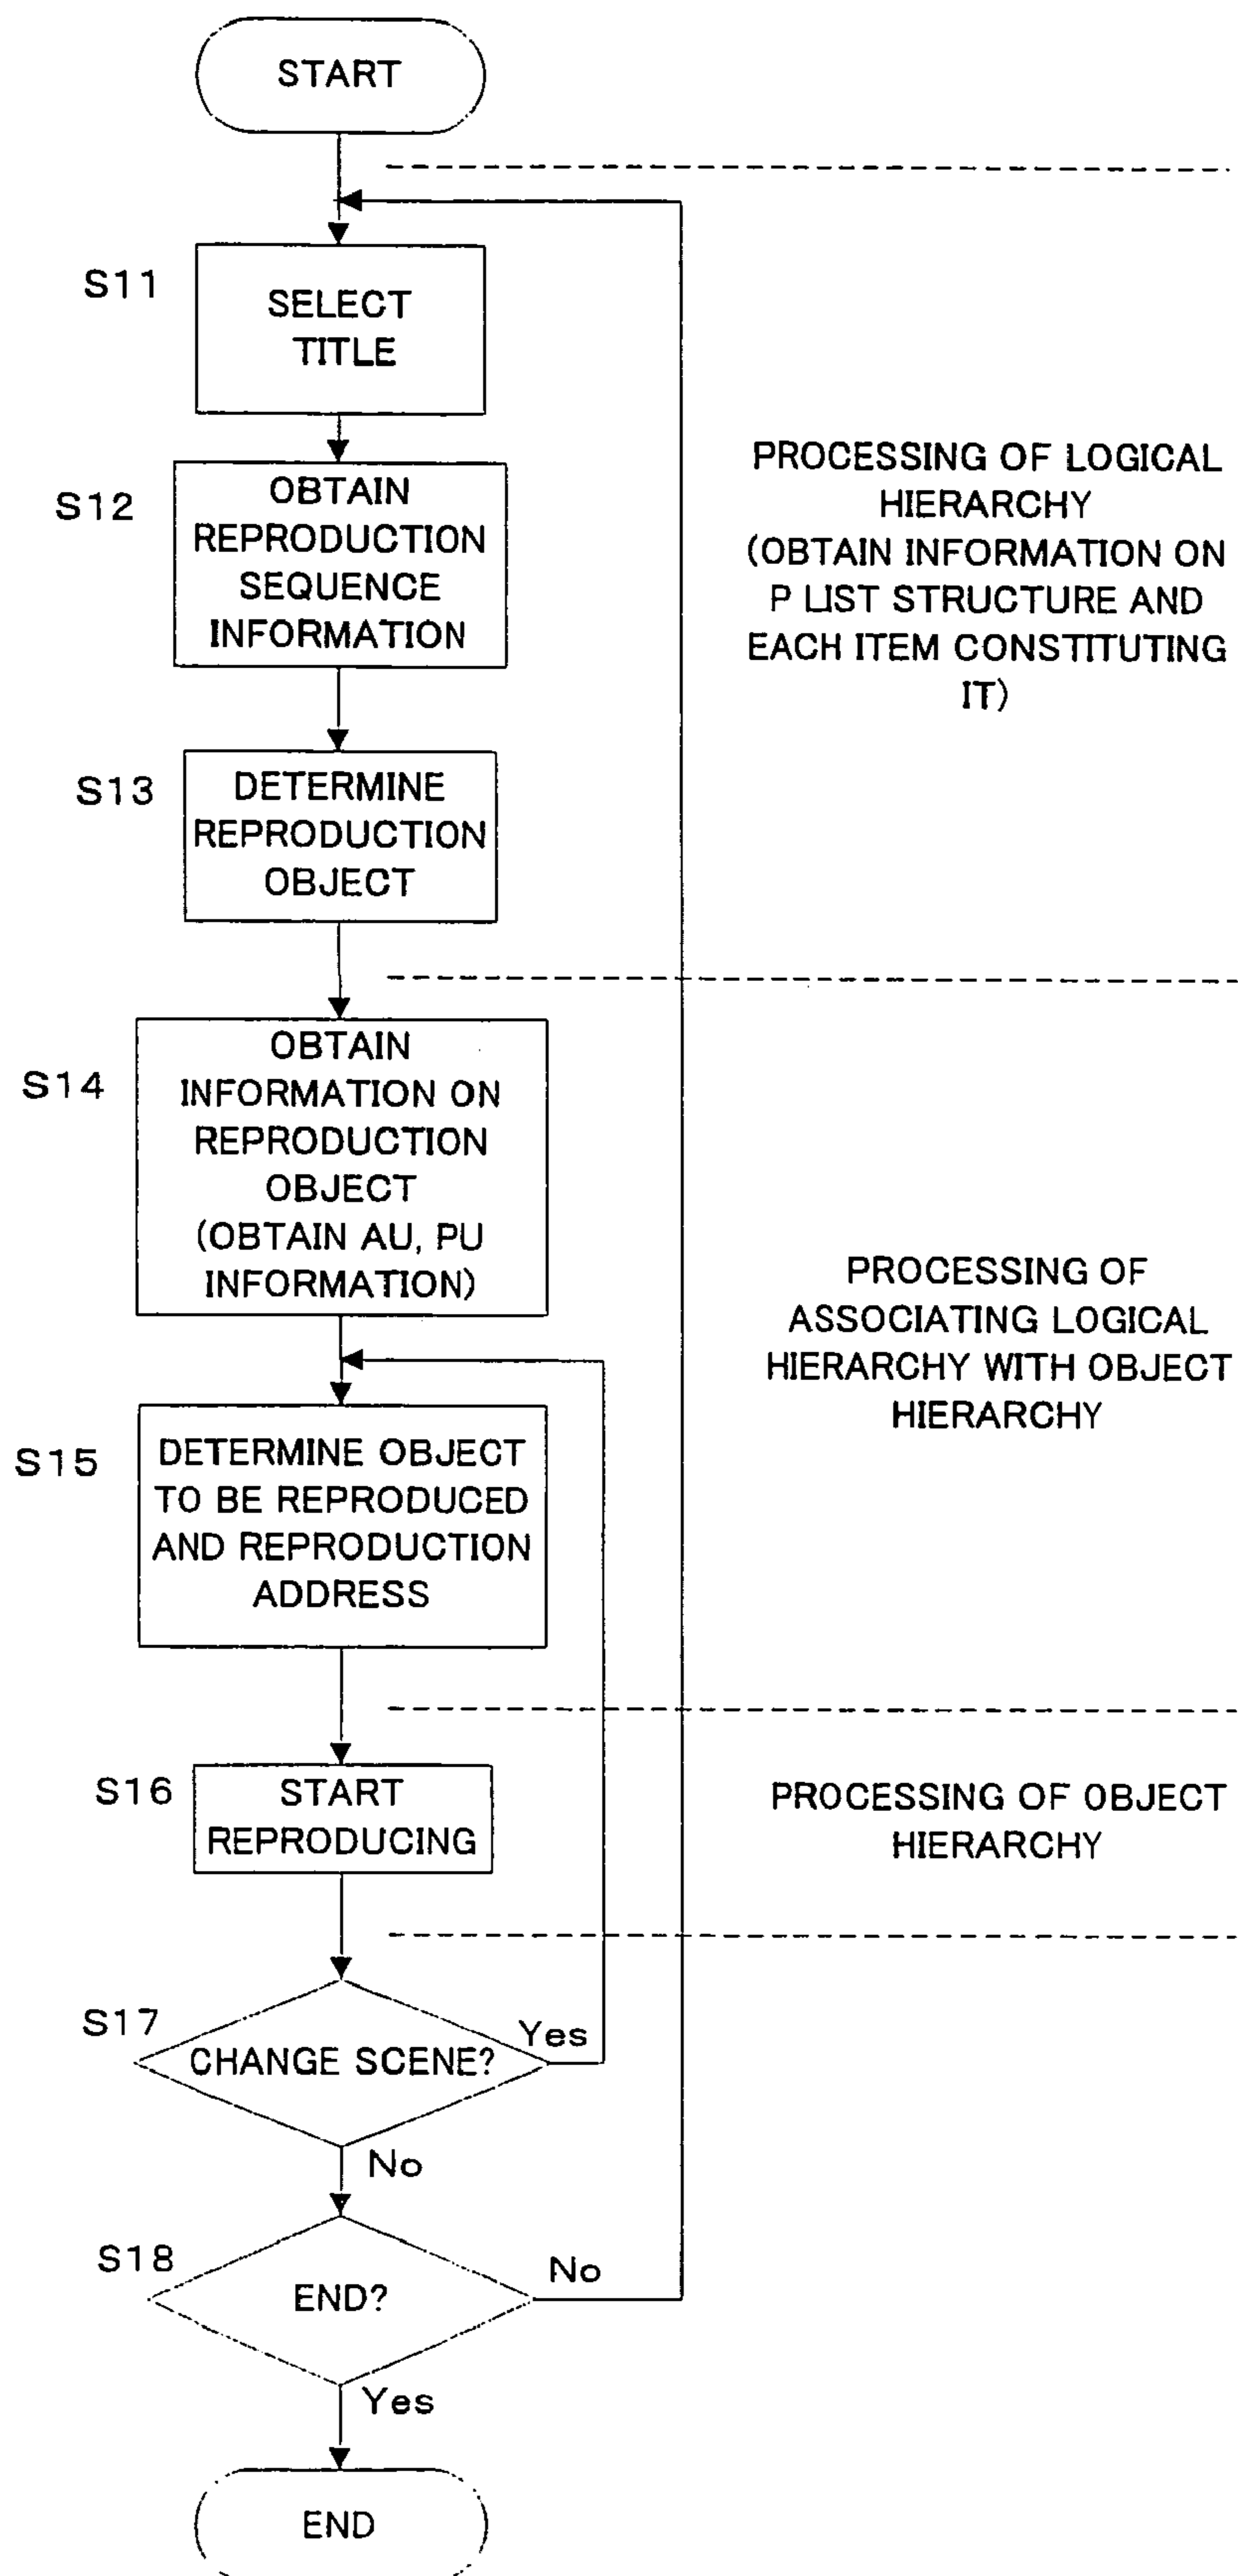 START
S11
SELECT
TITLE
S12
OBTAIN
REPRODUCTION
SEQUENCE
INFORMATION
PROCESSING OF LOGICAL
HIERARCHY
(OBTAIN INFORMATION ON
P LIST STRUCTURE AND
EACH ITEM CONSTITUTING
IT)
S13
DETERMINE
REPRODUCTION
OBJECT
S14
OBTAIN
INFORMATION ON
REPRODUCTION
OBJECT
(OBTAIN AU, PU
INFORMATION)
PROCESSING OF
ASSOCIATING LOGICAL
HIERARCHY WITH OBJECT
HIERARCHY
S15
DETERMINE OBJECT
TO BE REPRODUCED
AND REPRODUCTION
ADDRESS
S16
START
REPRODUCING
PROCESSING OF OBJECT
HIERARCHY
S17
CHANGE SCENE?
Yes
No
S18
END?
No
Yes
END